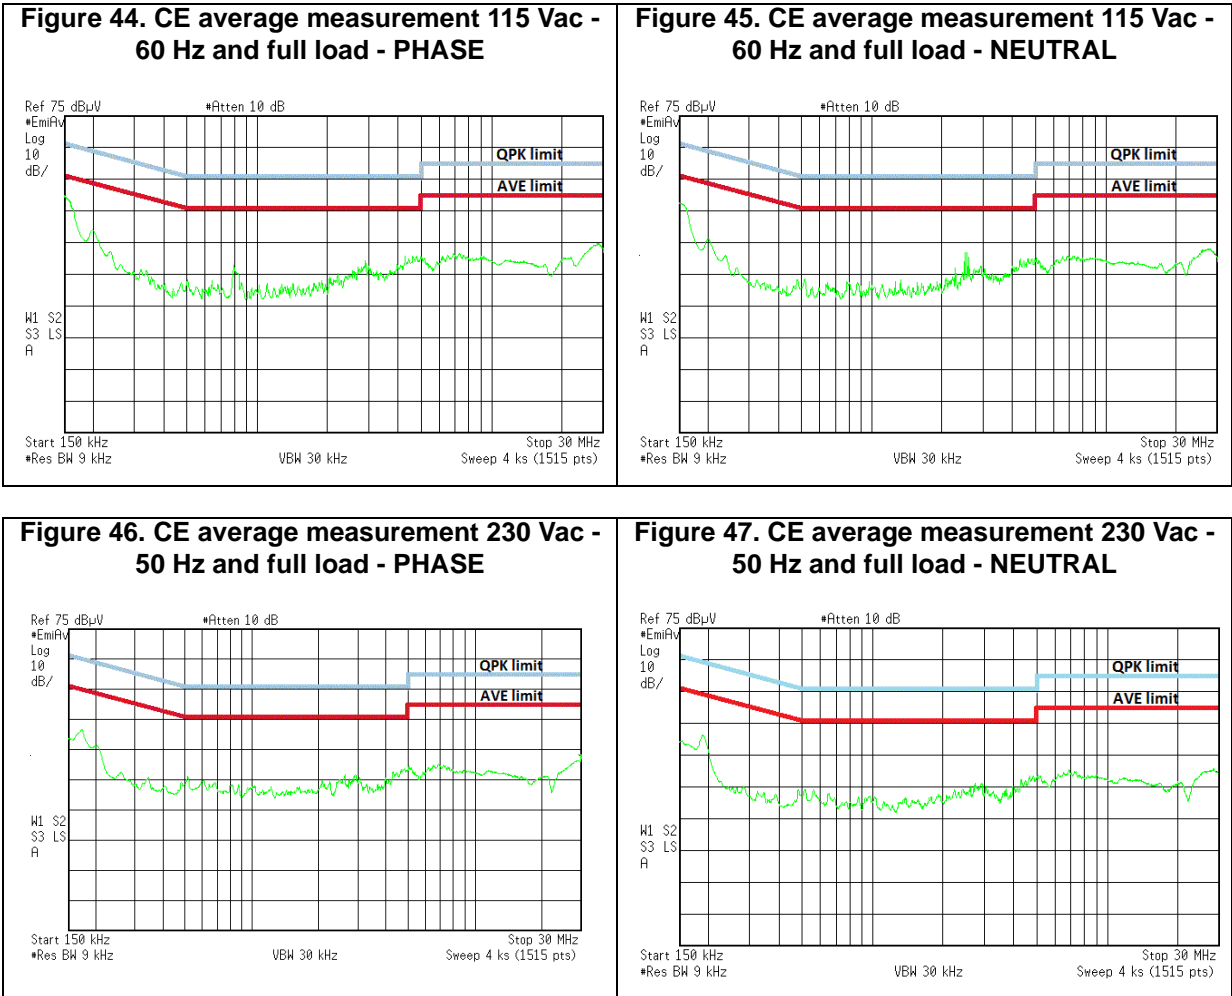 Figure 44. CE average measurement 115 Vac -
60 Hz and full load - PHASE
Ref 75 dBµV #Atten 10 dB
#EmiAv
Log
10
dB/
QPK limit
AVE limit
W1 S2
S3 LS
A
Start 150 kHz Stop 30 MHz
#Res BW 9 kHz VBW 30 kHz Sweep 4 ks (1515 pts)
Figure 45. CE average measurement 115 Vac -
60 Hz and full load - NEUTRAL
Ref 75 dBµV #Atten 10 dB
#EmiAv
Log
10
dB/
QPK limit
AVE limit
W1 S2
S3 LS
A
Start 150 kHz Stop 30 MHz
#Res BW 9 kHz VBW 30 kHz Sweep 4 ks (1515 pts)
Figure 46. CE average measurement 230 Vac -
50 Hz and full load - PHASE
Ref 75 dBµV #Atten 10 dB
#EmiAv
Log
10
dB/
QPK limit
AVE limit
W1 S2
S3 LS
A
Start 150 kHz Stop 30 MHz
#Res BW 9 kHz VBW 30 kHz Sweep 4 ks (1515 pts)
Figure 47. CE average measurement 230 Vac -
50 Hz and full load - NEUTRAL
Ref 75 dBµV #Atten 10 dB
#EmiAv
Log
10
dB/
QPK limit
AVE limit
W1 S2
S3 LS
A
Start 150 kHz Stop 30 MHz
#Res BW 9 kHz VBW 30 kHz Sweep 4 ks (1515 pts)